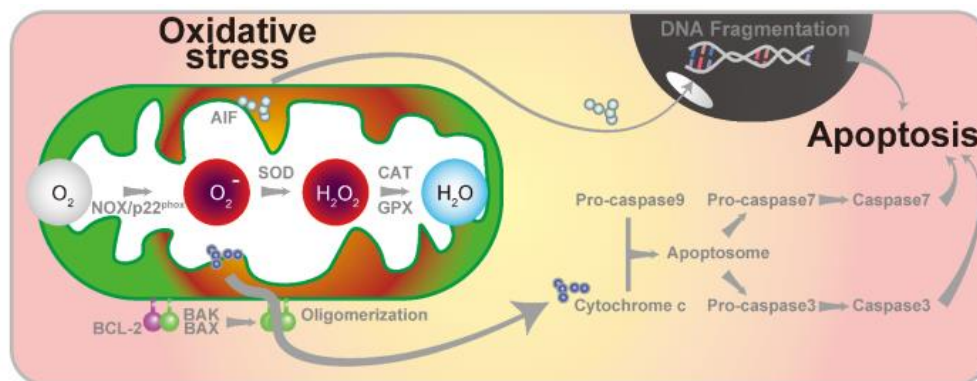 Oxidative
stress
DNA Fragmentation
AIF
Apoptosis
O₂
NOX/p22ᵖʰᵒˣ
O₂⁻
SOD
H₂O₂
CAT
GPX
H₂O
Pro-caspase9
Pro-caspase7
Caspase7
Apoptosome
Cytochrome c
Pro-caspase3
Caspase3
BCL-2
BAK
BAX
Oligomerization